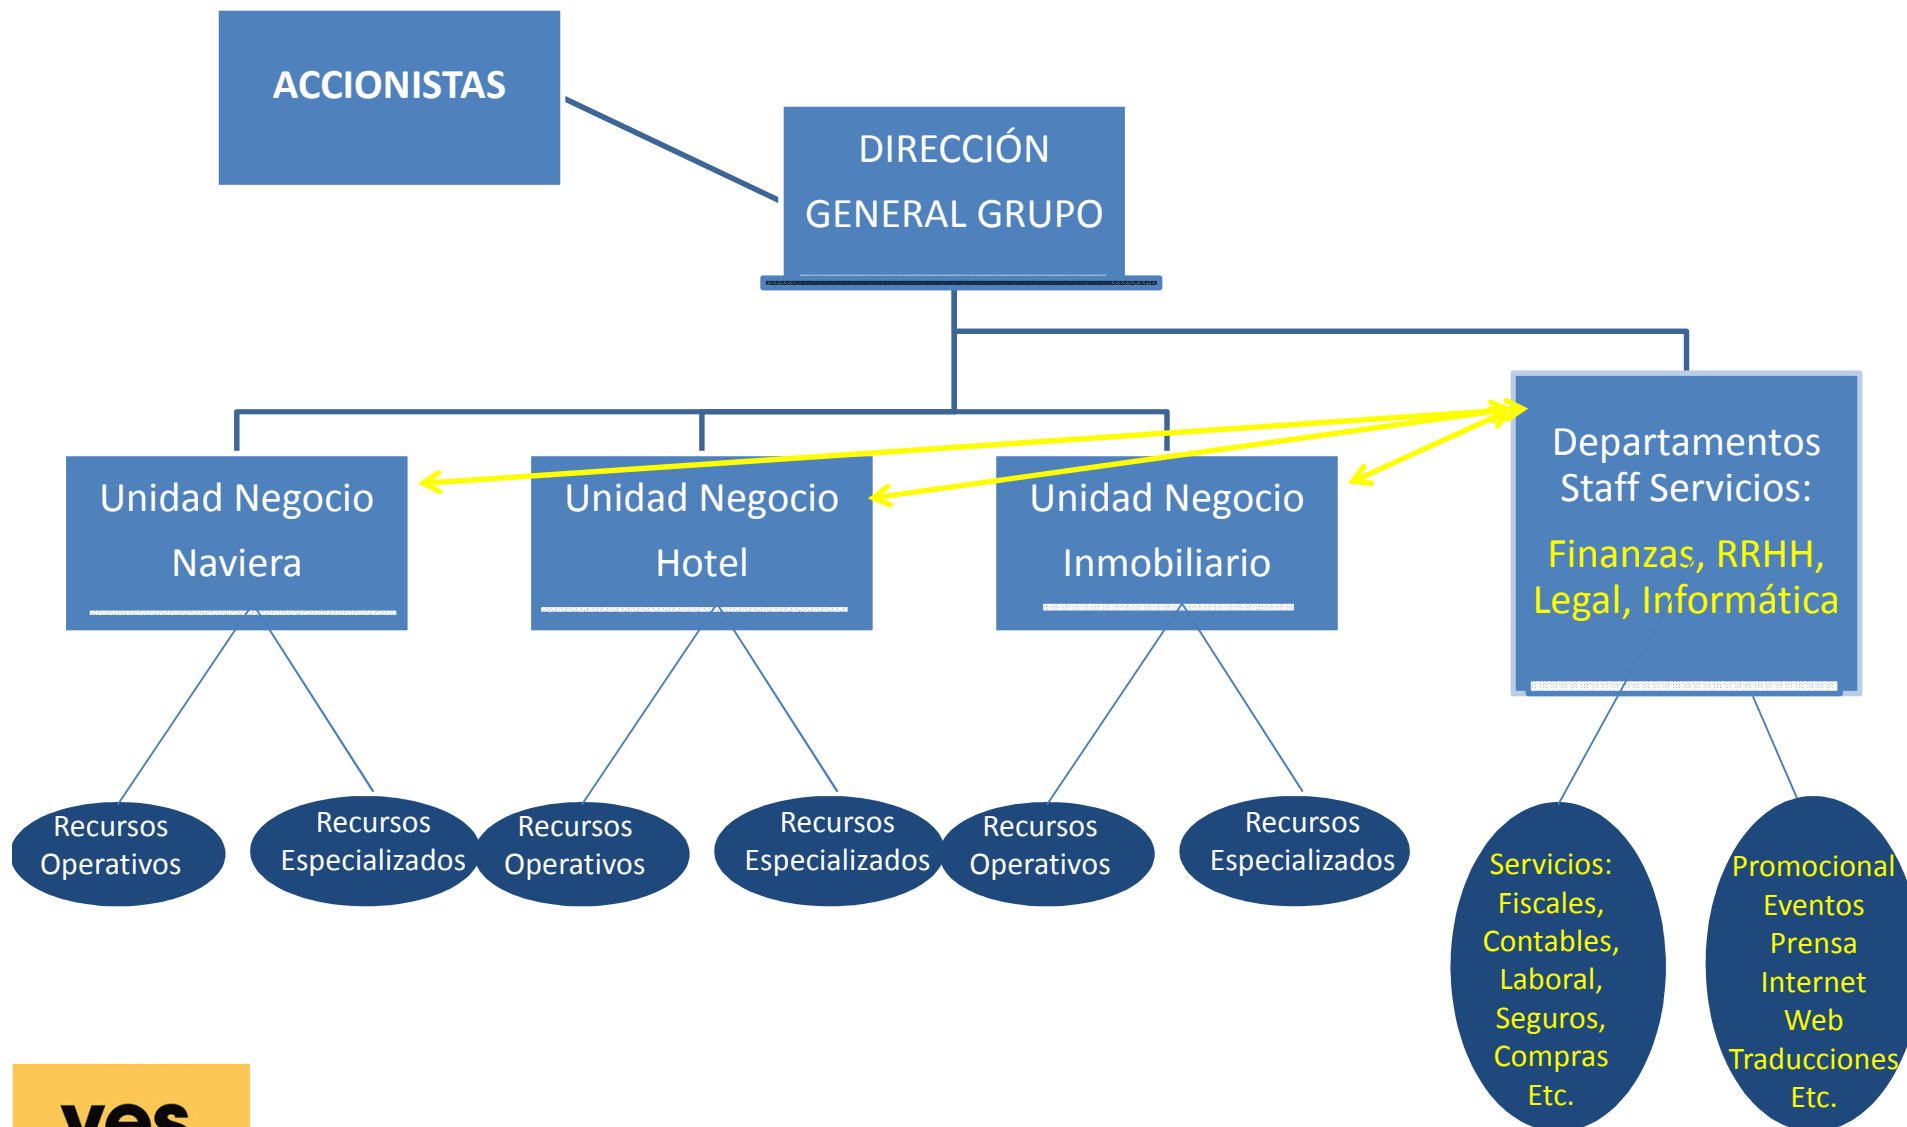 ACCIONISTAS
DIRECCIÓN
GENERAL GRUPO
Unidad Negocio
Naviera
Unidad Negocio
Hotel
Unidad Negocio
Inmobiliario
Departamentos
Staff Servicios:
Finanzas, RRHH,
Legal, Informática
Recursos
Operativos
Recursos
Especializados
Recursos
Operativos
Recursos
Especializados
Recursos
Operativos
Recursos
Especializados
Servicios:
Fiscales,
Contables,
Laboral,
Seguros,
Compras
Etc.
Promocional
Eventos
Prensa
Internet
Web
Traducciones
Etc.
yes